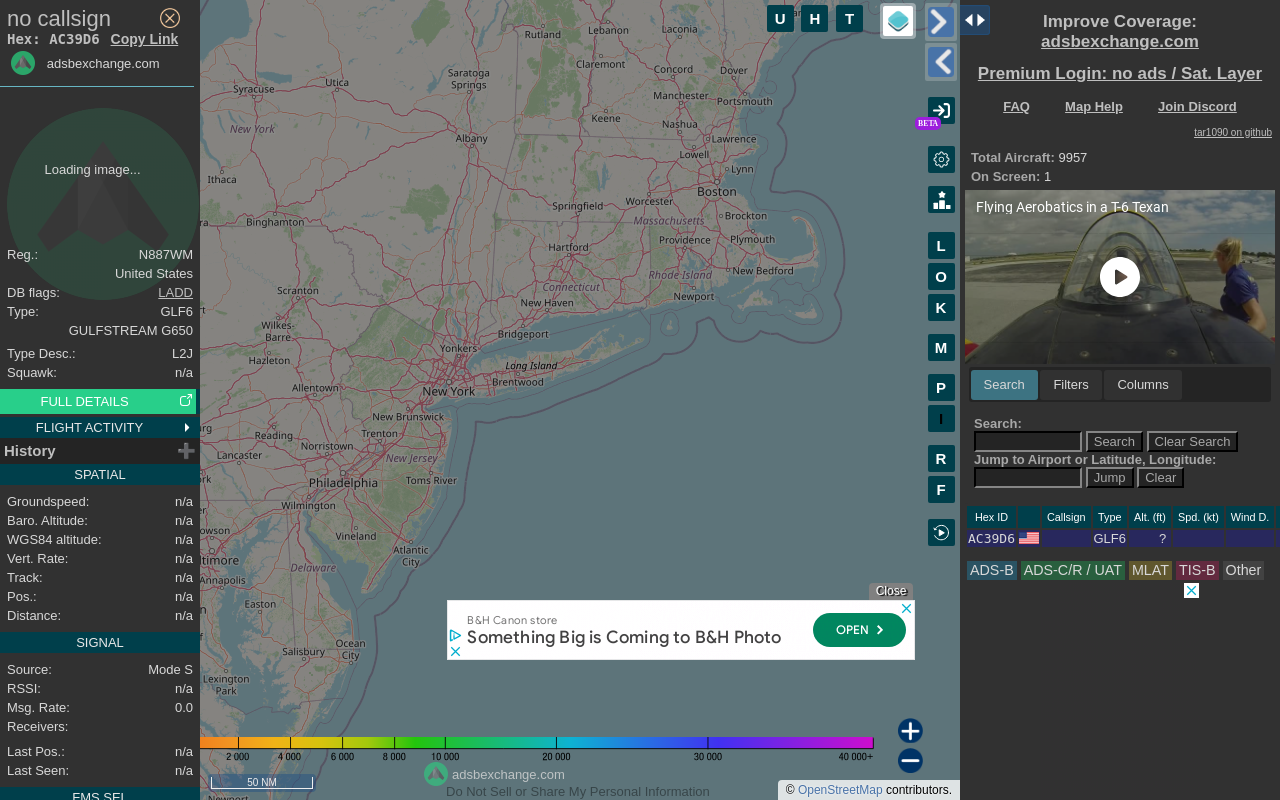 no callsign
Hex: AC39D6 Copy Link
adsbexchange.com
Loading image...
Reg.: N887WM
United States
DB flags: LADD
Type: GLF6
GULFSTREAM G650
Type Desc.: L2J
Squawk: n/a
FULL DETAILS
FLIGHT ACTIVITY
History
SPATIAL
Groundspeed: n/a
Baro. Altitude: n/a
WGS84 altitude: n/a
Vert. Rate: n/a
Track: n/a
Pos.: n/a
Distance: n/a
SIGNAL
Source: Mode S
RSSI: n/a
Msg. Rate: 0.0
Receivers:
Last Pos.: n/a
Last Seen: n/a
FMS SEL
Rutland
Lebanon
Laconia
Claremont
Concord
Dover
Saratoga
Springs
Utica
Syracuse
Manchester
Portsmouth
Keene
Nashua
New York
Albany
Lawrence
Lowell
Lynn
Ithaca
Boston
Worcester
Springfield
Massachusetts
Brockton
Binghamton
Hartford
Providence
Plymouth
Rhode Island
New Bedford
Connecticut
Newport
Scranton
New Haven
Wilkes-
Barre
Bridgeport
Yonkers
Hazleton
Long Island
Brentwood
Allentown
New York
New Brunswick
Reading
Trenton
Norristown
Lancaster
New Jersey
Philadelphia
Toms River
Wilmington
Vineland
Atlantic
City
Delaware
Annapolis
Easton
Ocean
City
Salisbury
Lexington
Park
U H T
BETA
L
O
K
M
P
I
R
F
Close
B&H Canon store
Something Big is Coming to B&H Photo
OPEN
2 000 4 000 6 000 8 000 10 000 20 000 30 000 40 000+
50 NM
adsbexchange.com
Do Not Sell or Share My Personal Information
© OpenStreetMap contributors.
Improve Coverage:
adsbexchange.com
Premium Login: no ads / Sat. Layer
FAQ Map Help Join Discord
tar1090 on github
Total Aircraft: 9957
On Screen: 1
Flying Aerobatics in a T-6 Texan
Search Filters Columns
Search:
Search Clear Search
Jump to Airport or Latitude, Longitude:
Jump Clear
Hex ID Callsign Type Alt. (ft) Spd. (kt) Wind D.
AC39D6 GLF6 ?
ADS-B ADS-C/R / UAT MLAT TIS-B Other